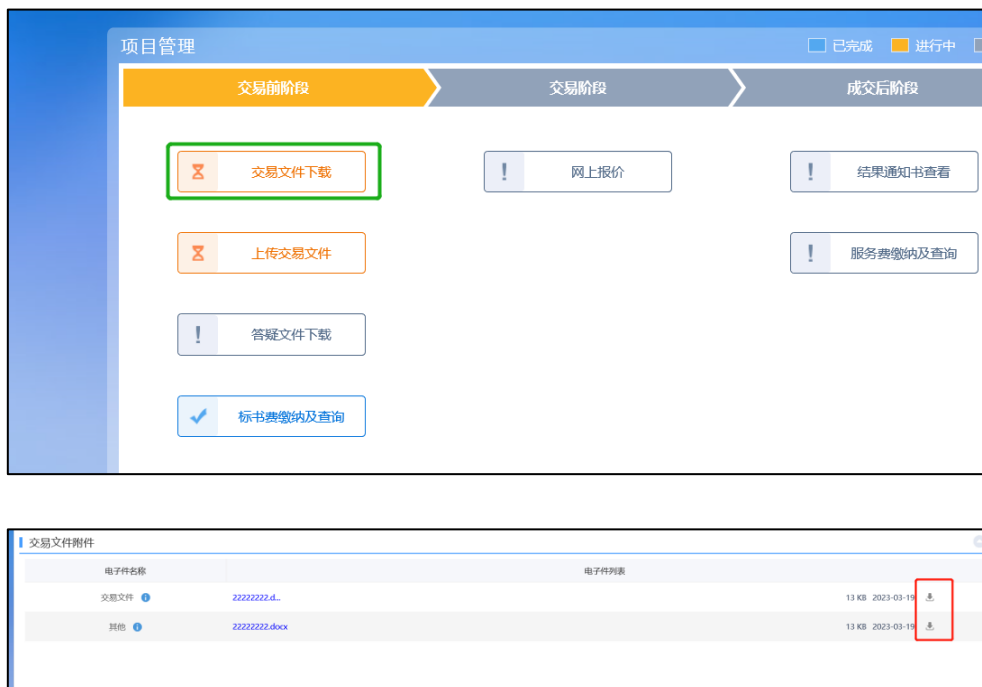 项目管理
已完成 进行中
交易前阶段 交易阶段 成交后阶段
交易文件下载 网上报价 结果通知书查看
上传交易文件 服务费缴纳及查询
答疑文件下载
标书费缴纳及查询
交易文件附件
电子件名称 电子件列表
交易文件 22222222.d... 13 KB 2023-03-19
其他 22222222.docx 13 KB 2023-03-19